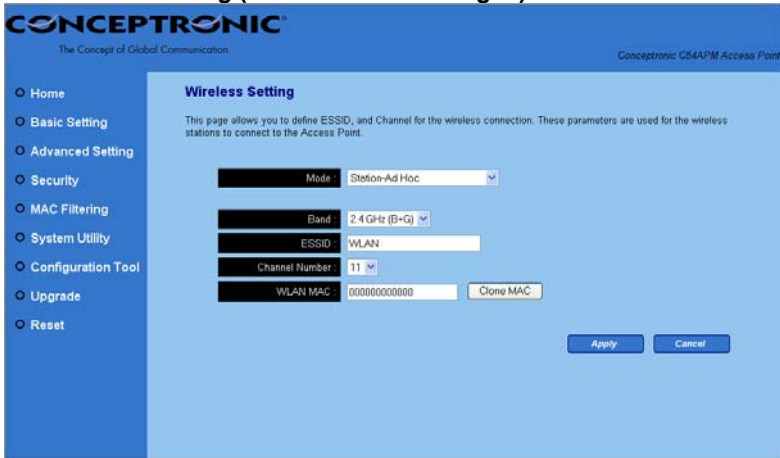 CONCEPTRONIC
The Concept of Global Communication
Conceptronic C54APM Access Point
Home
Basic Setting
Advanced Setting
Security
MAC Filtering
System Utility
Configuration Tool
Upgrade
Reset
Wireless Setting
This page allows you to define ESSID, and Channel for the wireless connection. These parameters are used for the wireless
stations to connect to the Access Point.
Mode : Station-Ad Hoc
Band : 2.4 GHz (B+G)
ESSID : WLAN
Channel Number : 11
WLAN MAC : 000000000000 Clone MAC
Apply Cancel